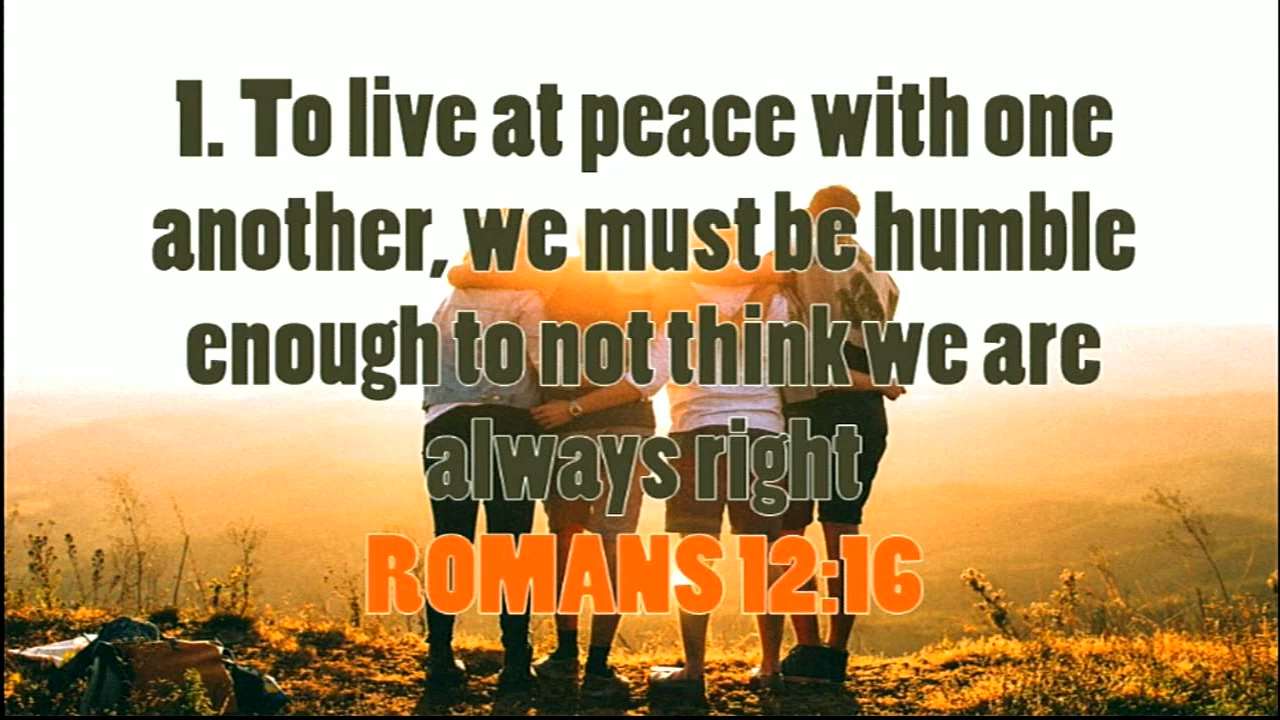 1. To live at peace with one
another, we must be humble
enough to not think we are
always right
ROMANS 12:16